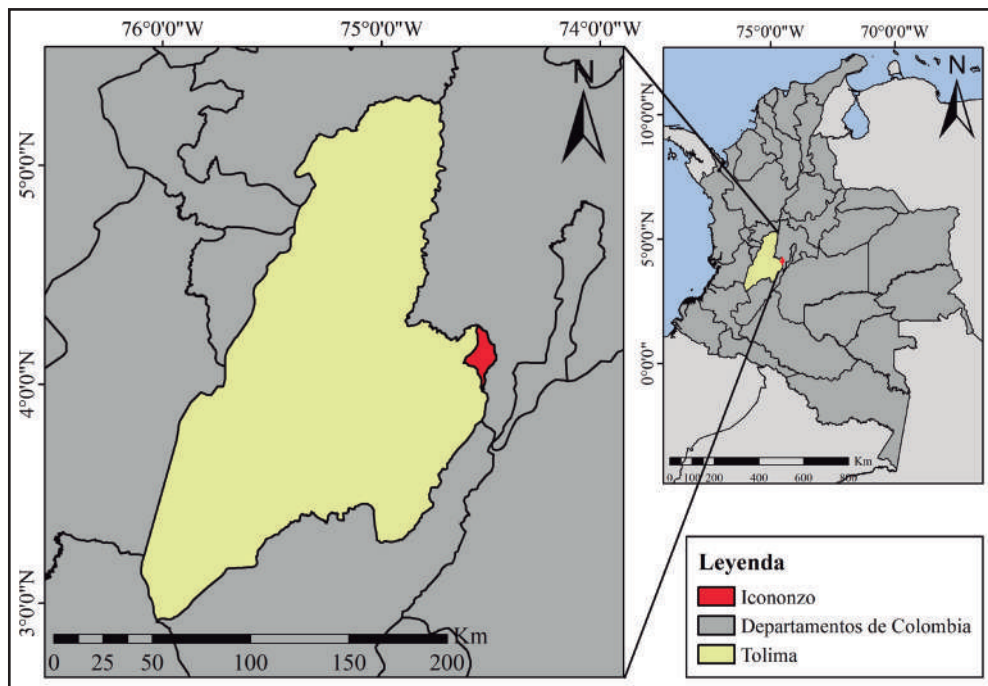 76°0'0"W 75°0'0"W 74°0'0"W
N
5°0'0"N
4°0'0"N
3°0'0"N
Km
0 25 50 100 150 200
75°0'0"W 70°0'0"W
N
10°0'0"N
5°0'0"N
0°0'0"
Km
0 100 200 400 600 800
Leyenda
Icononzo
Departamentos de Colombia
Tolima